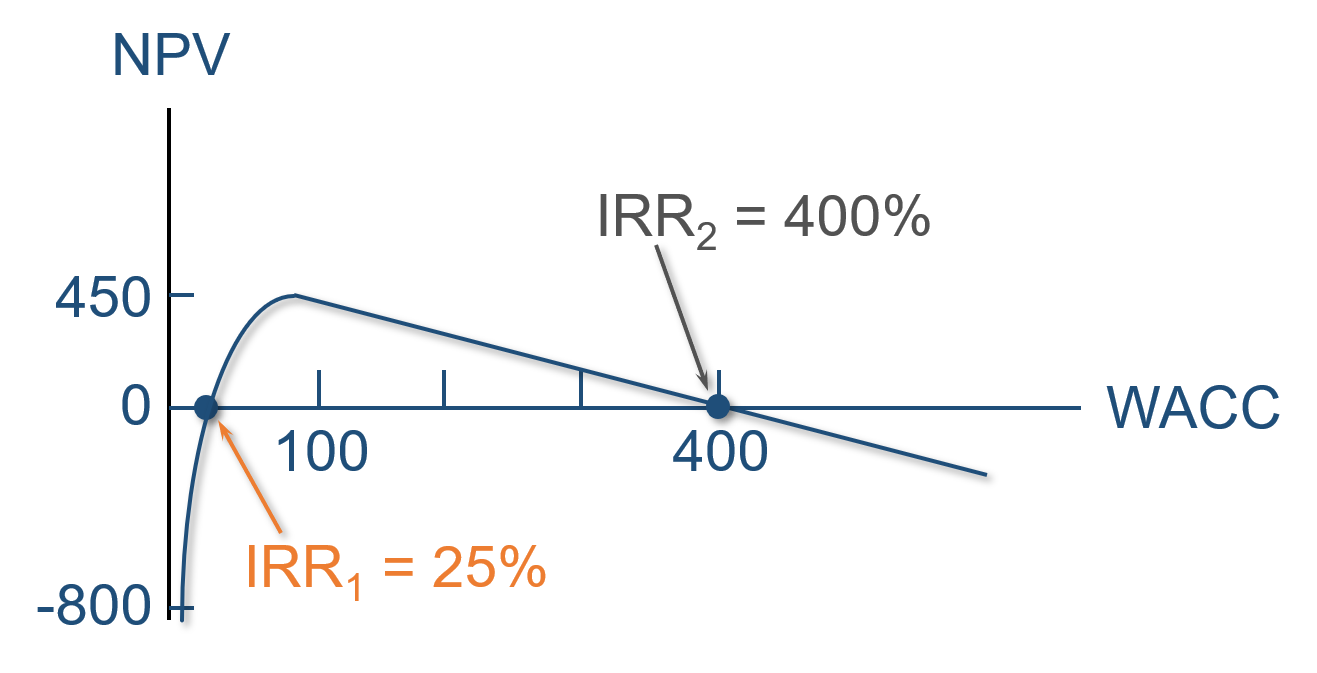 NPV
IRR₂ = 400%
450
0
WACC
100
400
IRR₁ = 25%
-800